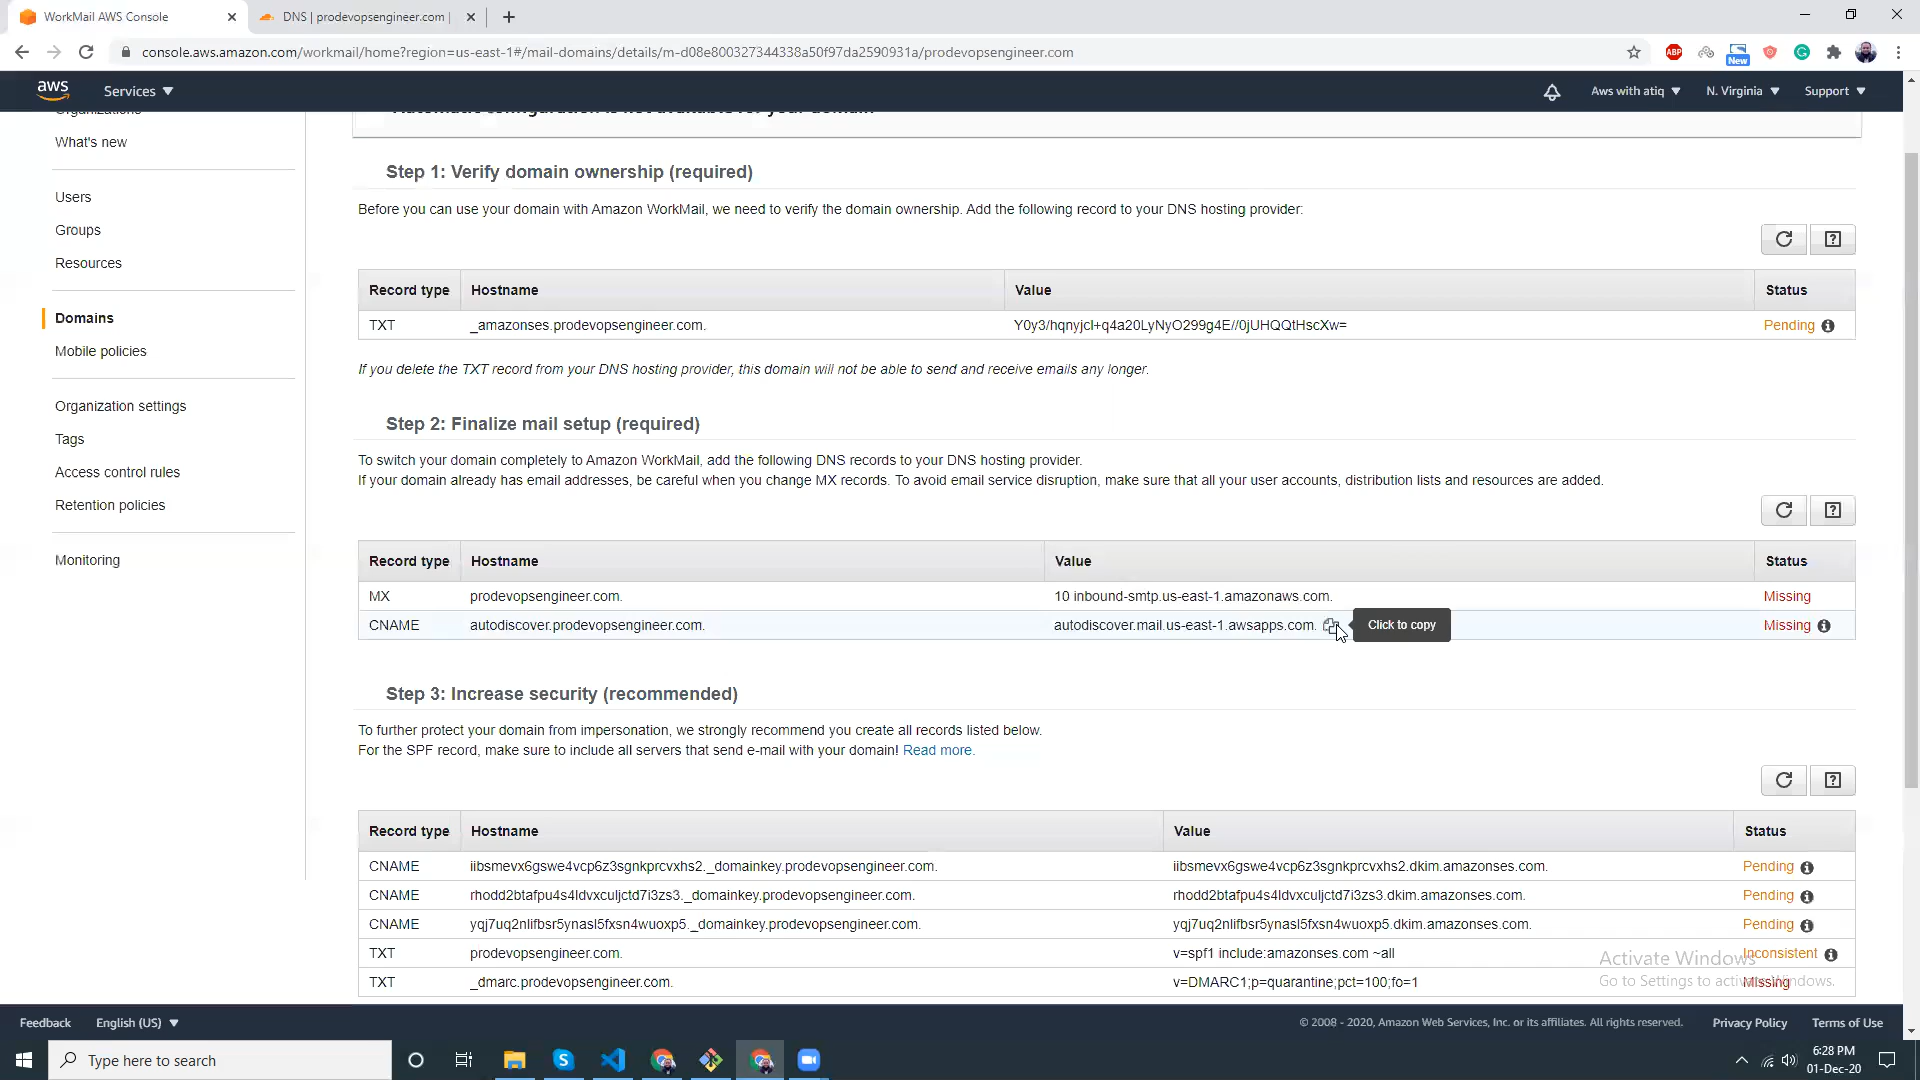 WorkMail AWS Console
DNS | prodevopsengineer.com |
console.aws.amazon.com/workmail/home?region=us-east-1#/mail-domains/details/m-d08e800327344338a50f97da2590931a/prodevopsengineer.com
ABP
New
aws
Services
Aws with atiq
N. Virginia
Support
Organizations
Automatic configuration is not available for your domain
What's new
Users
Groups
Resources
Domains
Mobile policies
Organization settings
Tags
Access control rules
Retention policies
Monitoring
Step 1: Verify domain ownership (required)
Before you can use your domain with Amazon WorkMail, we need to verify the domain ownership. Add the following record to your DNS hosting provider:
Record type Hostname Value Status
TXT _amazonses.prodevopsengineer.com. Y0y3/hqnyjcl+q4a20LyNyO299g4E//0jUHQQtHscXw= Pending
If you delete the TXT record from your DNS hosting provider, this domain will not be able to send and receive emails any longer.
Step 2: Finalize mail setup (required)
To switch your domain completely to Amazon WorkMail, add the following DNS records to your DNS hosting provider.
If your domain already has email addresses, be careful when you change MX records. To avoid email service disruption, make sure that all your user accounts, distribution lists and resources are added.
Record type Hostname Value Status
MX prodevopsengineer.com. 10 inbound-smtp.us-east-1.amazonaws.com. Missing
CNAME autodiscover.prodevopsengineer.com. autodiscover.mail.us-east-1.awsapps.com. Click to copy Missing
Step 3: Increase security (recommended)
To further protect your domain from impersonation, we strongly recommend you create all records listed below.
For the SPF record, make sure to include all servers that send e-mail with your domain! Read more.
Record type Hostname Value Status
CNAME iibsmevx6gswe4vcp6z3sgnkprcvxhs2._domainkey.prodevopsengineer.com. iibsmevx6gswe4vcp6z3sgnkprcvxhs2.dkim.amazonses.com. Pending
CNAME rhodd2btafpu4s4ldvxculjctd7i3zs3._domainkey.prodevopsengineer.com. rhodd2btafpu4s4ldvxculjctd7i3zs3.dkim.amazonses.com. Pending
CNAME yqj7uq2nlifbsr5ynasl5fxsn4wuoxp5._domainkey.prodevopsengineer.com. yqj7uq2nlifbsr5ynasl5fxsn4wuoxp5.dkim.amazonses.com. Pending
TXT prodevopsengineer.com. v=spf1 include:amazonses.com ~all Inconsistent
TXT _dmarc.prodevopsengineer.com. v=DMARC1;p=quarantine;pct=100;fo=1 Missing
Activate Windows
Go to Settings to activate Windows.
Feedback
English (US)
© 2008 - 2020, Amazon Web Services, Inc. or its affiliates. All rights reserved.
Privacy Policy
Terms of Use
Type here to search
6:28 PM
01-Dec-20